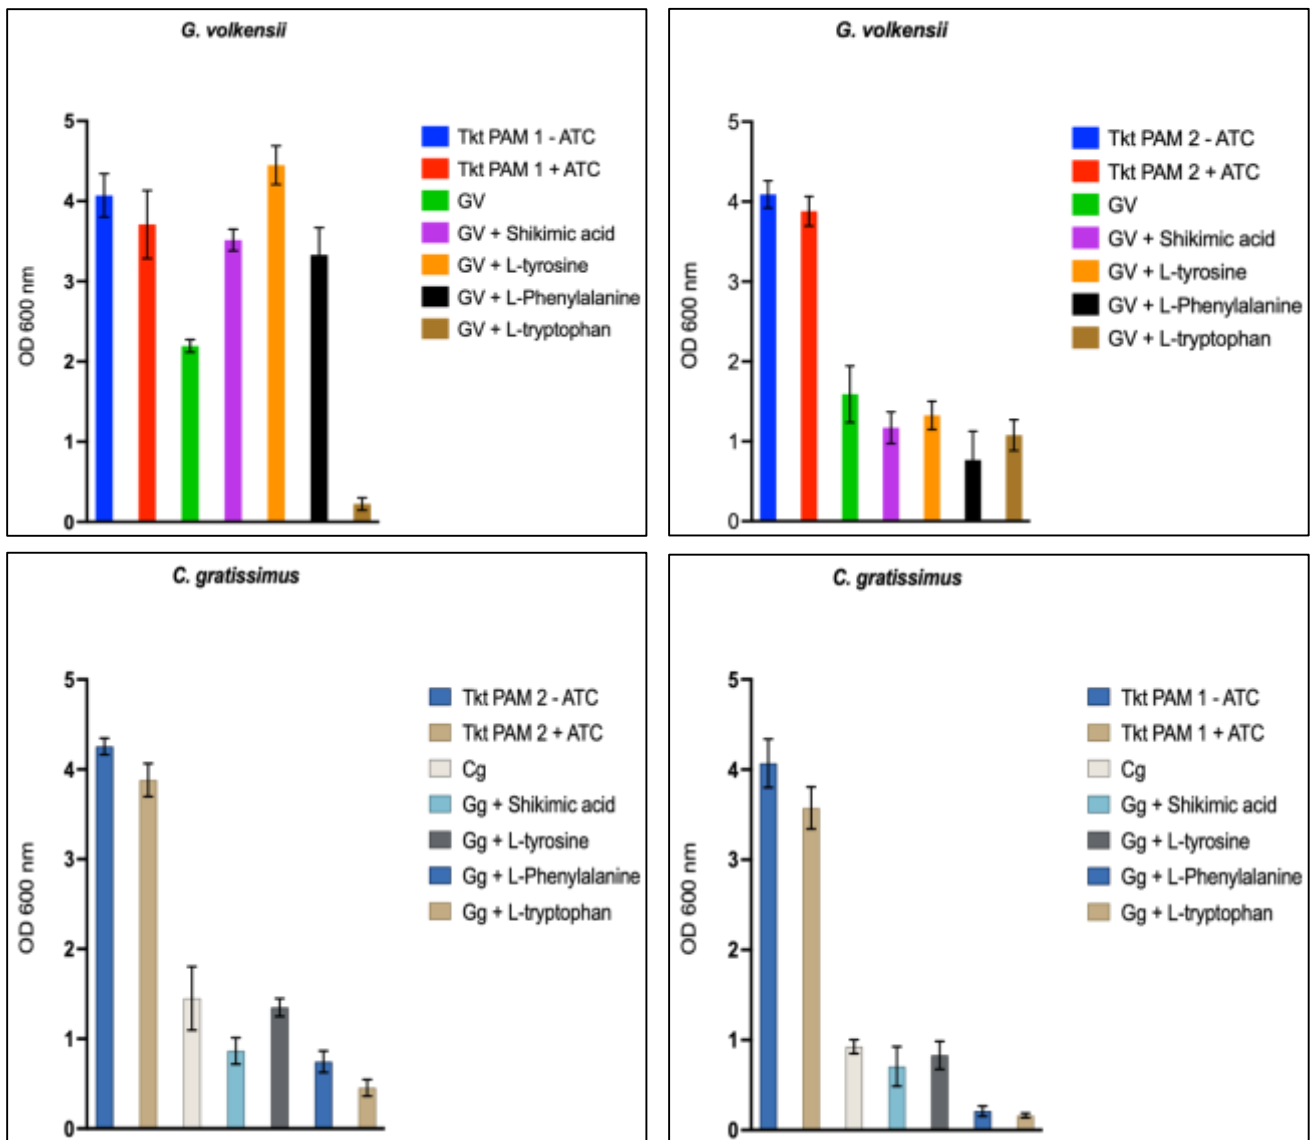 G. volkensii
5
4
3
2
1
0
OD 600 nm
Tkt PAM 1 - ATC
Tkt PAM 1 + ATC
GV
GV + Shikimic acid
GV + L-tyrosine
GV + L-Phenylalanine
GV + L-tryptophan
G. volkensii
5
4
3
2
1
0
OD 600 nm
Tkt PAM 2 - ATC
Tkt PAM 2 + ATC
GV
GV + Shikimic acid
GV + L-tyrosine
GV + L-Phenylalanine
GV + L-tryptophan
C. gratissimus
5
4
3
2
1
0
OD 600 nm
Tkt PAM 2 - ATC
Tkt PAM 2 + ATC
Cg
Gg + Shikimic acid
Gg + L-tyrosine
Gg + L-Phenylalanine
Gg + L-tryptophan
C. gratissimus
5
4
3
2
1
0
OD 600 nm
Tkt PAM 1 - ATC
Tkt PAM 1 + ATC
Cg
Gg + Shikimic acid
Gg + L-tyrosine
Gg + L-Phenylalanine
Gg + L-tryptophan